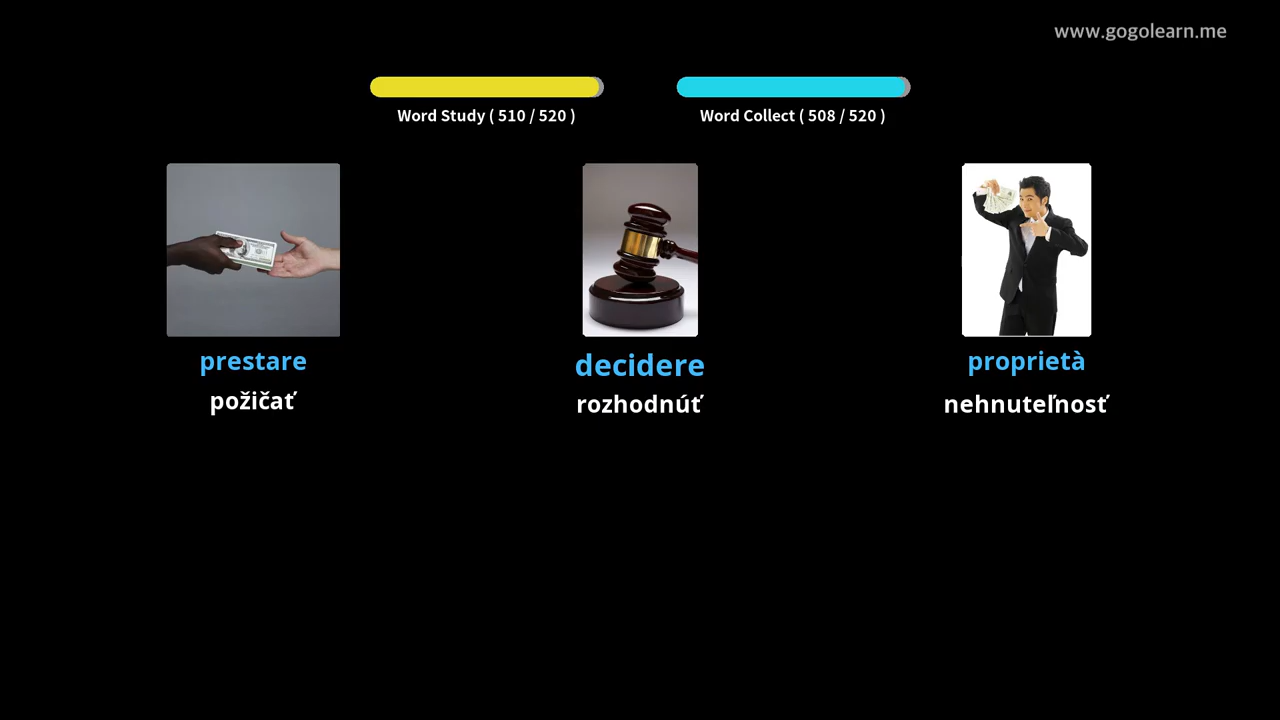 www.gogolearn.me
Word Study ( 510 / 520 )
Word Collect ( 508 / 520 )
prestare
decidere
proprietà
požičať
rozhodnúť
nehnuteľnosť